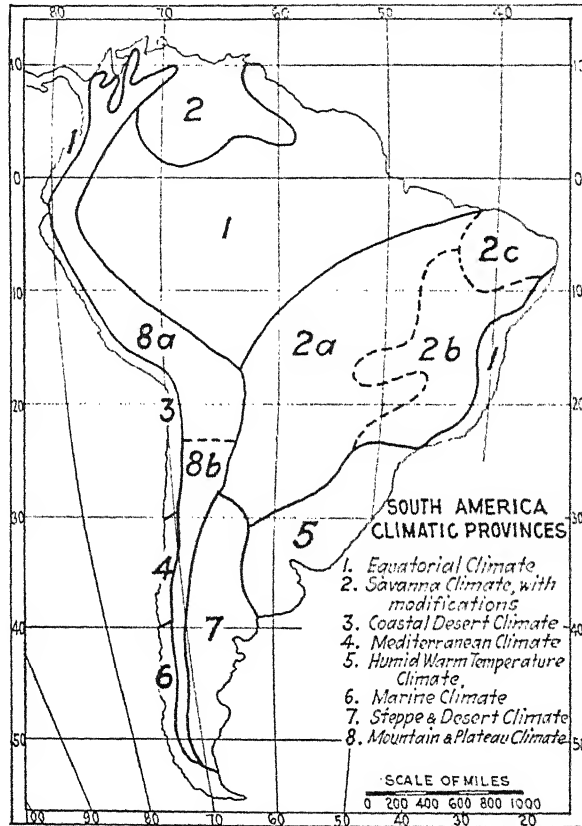 80 70 60 50 40
10 10
2
1
0 0
1
2c
10 10
8a 2a 2b 1
3
20 20
8b
SOUTH AMERICA
CLIMATIC PROVINCES
30 5 30
1. Equatorial Climate
2. Savanna Climate, with
modifications
4
3. Coastal Desert Climate
40 7 40
4. Mediterranean Climate
5. Humid Warm Temperature
Climate.
6
6. Marine Climate
7. Steppe & Desert Climate
8. Mountain & Plateau Climate
50 50
SCALE OF MILES
0 200 400 600 800 1000
100 90 80 70 60 50 40 30 20